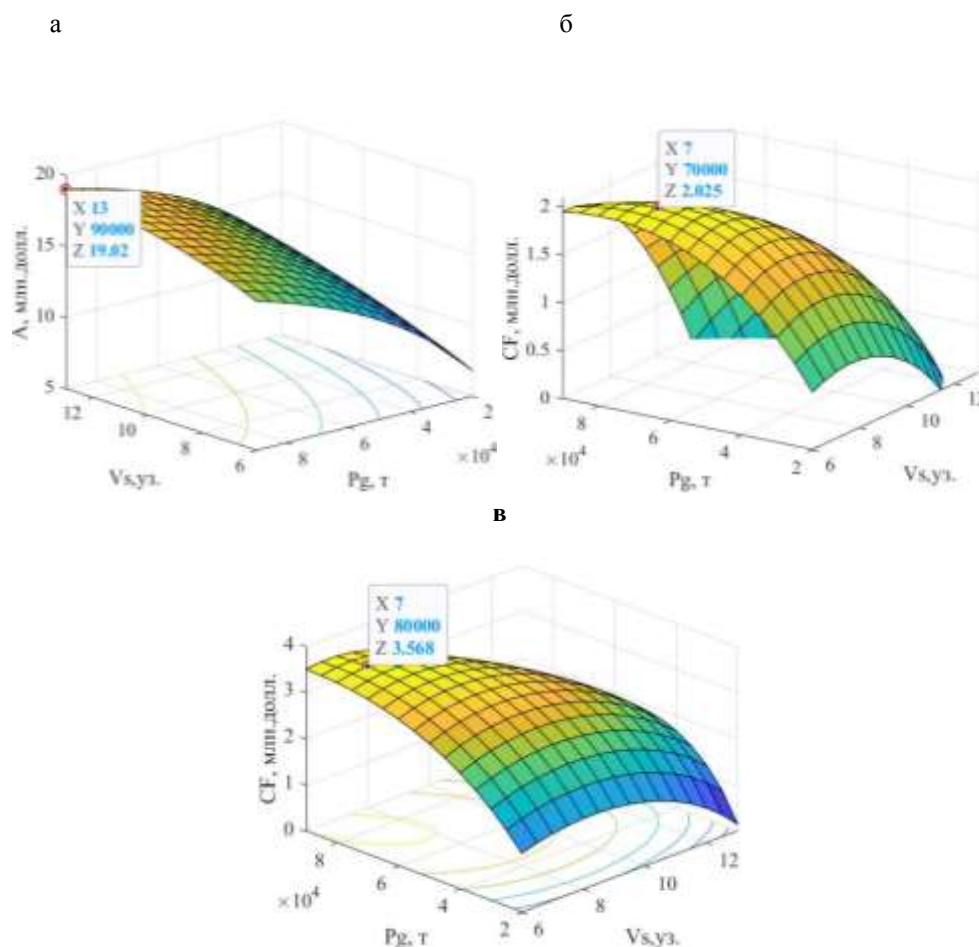 а
б
20
15
10
5
А, млн.долл.
X 13
Y 90000
Z 19.02
12
10
8
6
Vs,уз.
8
6
4
2
×10⁴
Pg, т
X 7
Y 70000
Z 2.025
2
1.5
1
0.5
0
CF, млн.долл.
8
6
4
2
×10⁴
Pg, т
6
8
10
12
Vs,уз.
в
X 7
Y 80000
Z 3.568
4
3
2
1
0
CF, млн.долл.
8
6
4
2
×10⁴
Pg, т
6
8
10
12
Vs,уз.